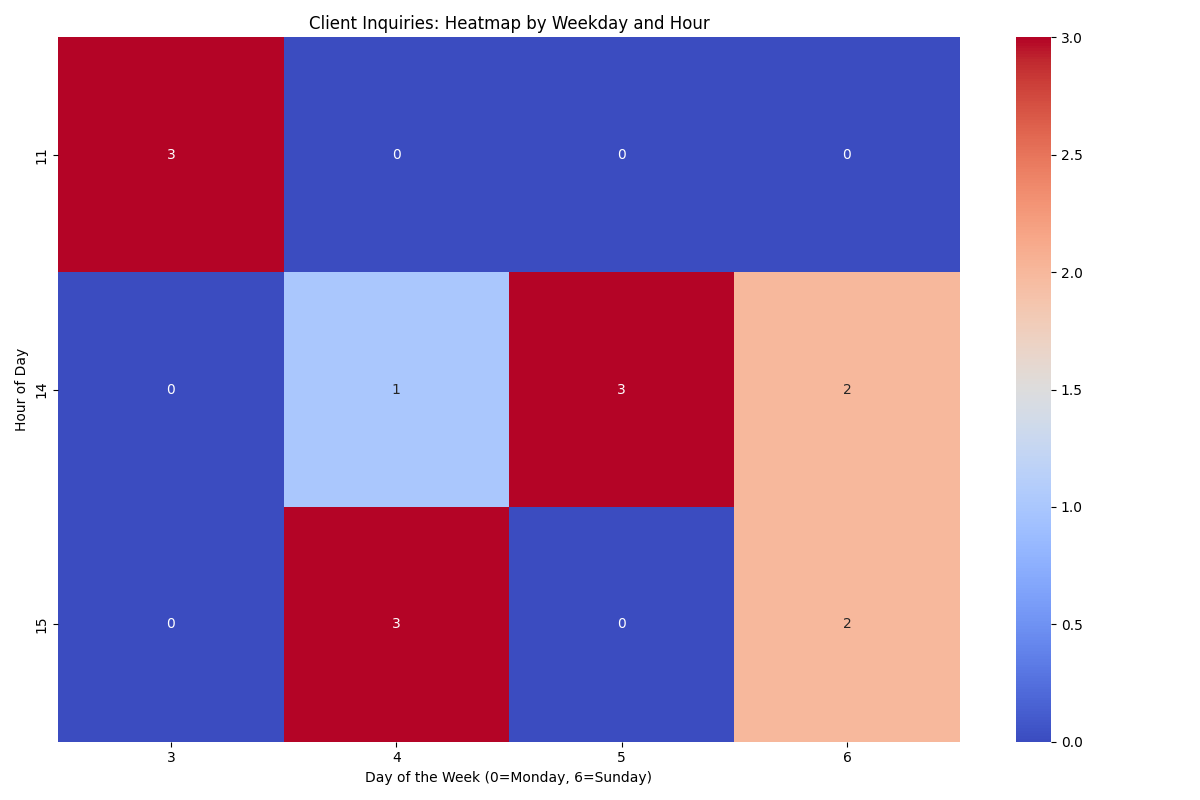 Client Inquiries: Heatmap by Weekday and Hour
11
3 0 0 0
14
0 1 3 2
15
0 3 0 2
Hour of Day
3 4 5 6
Day of the Week (0=Monday, 6=Sunday)
3.0
2.5
2.0
1.5
1.0
0.5
0.0